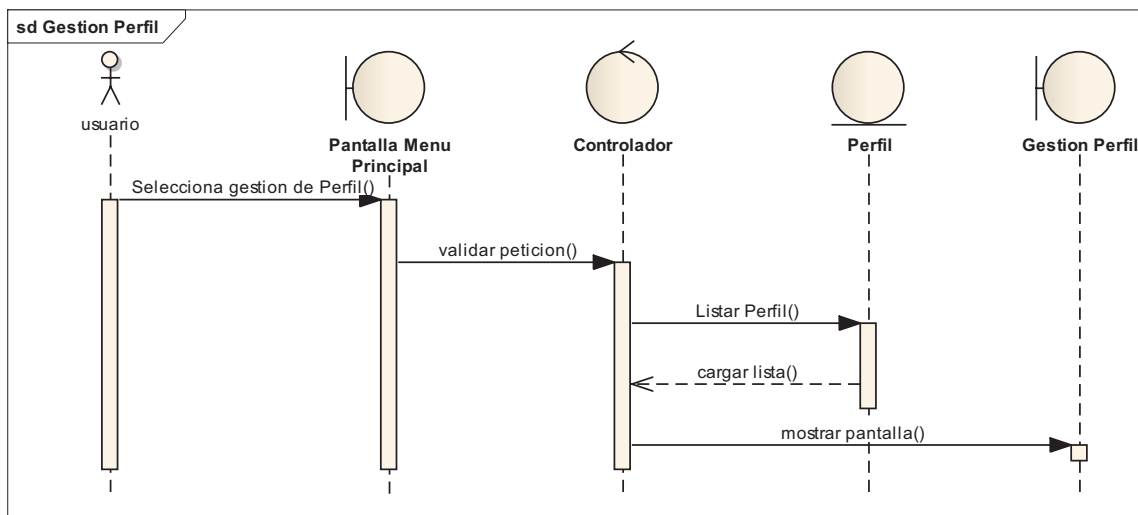 sd Gestion Perfil
usuario
Pantalla Menu
Principal
Controlador
Perfil
Gestion Perfil
Selecciona gestion de Perfil()
validar peticion()
Listar Perfil()
cargar lista()
mostrar pantalla()